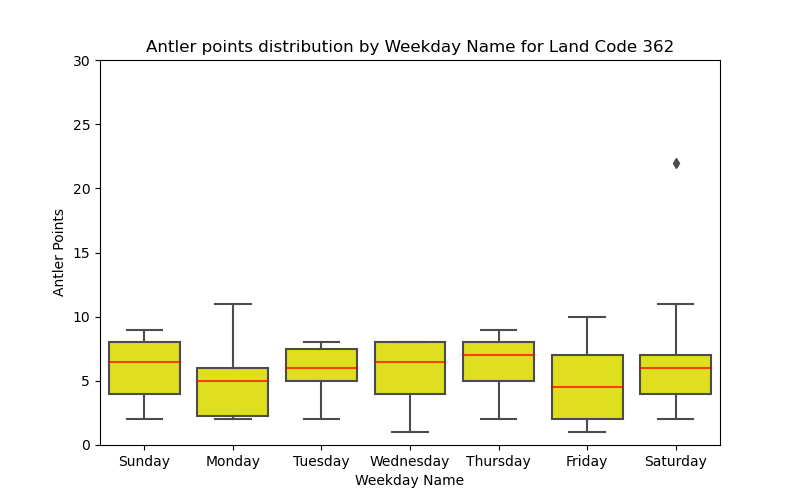 Antler points distribution by Weekday Name for Land Code 362
30
25
20
15
10
5
0
Antler Points
Sunday Monday Tuesday Wednesday Thursday Friday Saturday
Weekday Name